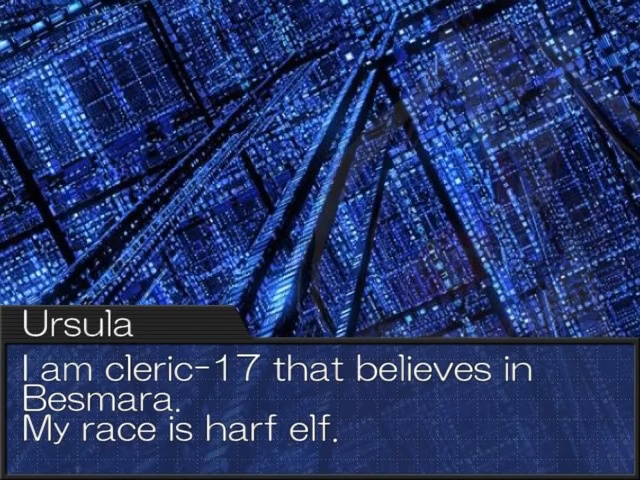 Ursula
I am cleric-17 that believes in
Besmara.
My race is harf elf.